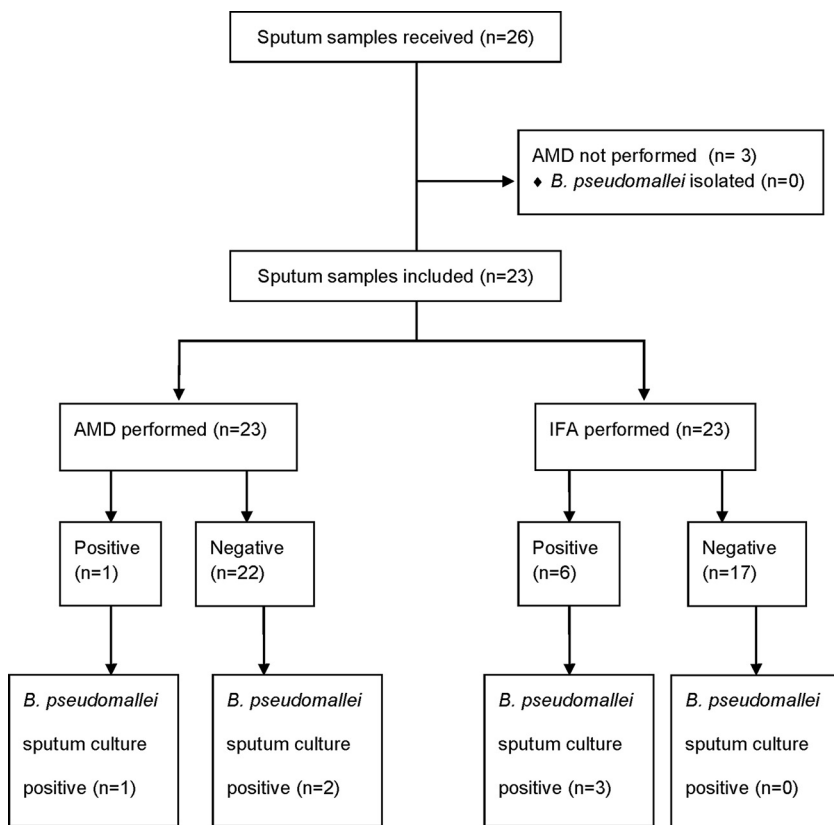 Sputum samples received (n=26)
AMD not performed (n= 3)
♦ B. pseudomallei isolated (n=0)
Sputum samples included (n=23)
AMD performed (n=23)
IFA performed (n=23)
Positive
(n=1)
Negative
(n=22)
Positive
(n=6)
Negative
(n=17)
B. pseudomallei
sputum culture
positive (n=1)
B. pseudomallei
sputum culture
positive (n=2)
B. pseudomallei
sputum culture
positive (n=3)
B. pseudomallei
sputum culture
positive (n=0)